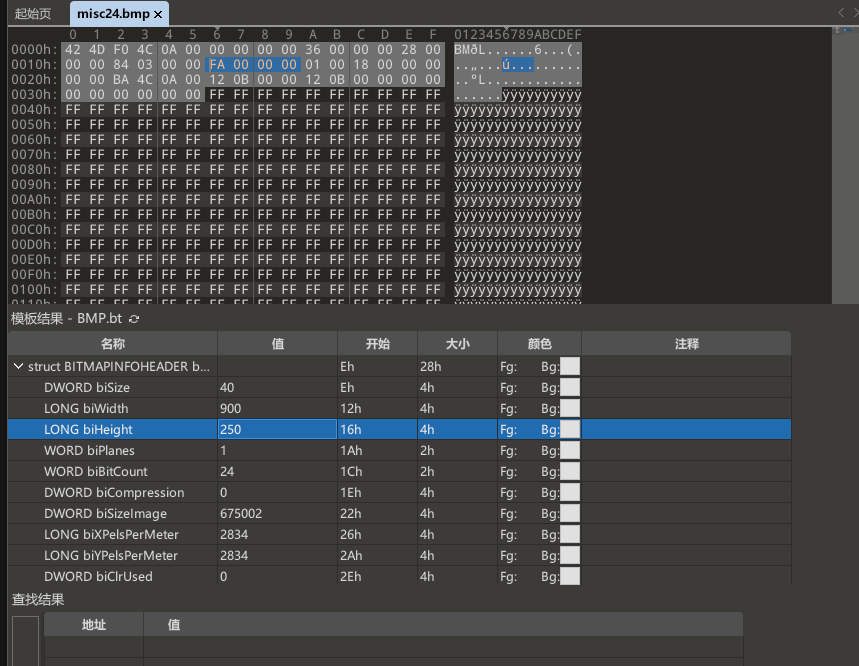 起始页 misc24.bmp ×
0 1 2 3 4 5 6 7 8 9 A B C D E F 0123456789ABCDEF
0000h: 42 4D F0 4C 0A 00 00 00 00 00 36 00 00 00 28 00 BMðL......6...(.
0010h: 00 00 84 03 00 00 FA 00 00 00 01 00 18 00 00 00 ..„...ú.........
0020h: 00 00 BA 4C 0A 00 12 0B 00 00 12 0B 00 00 00 00 ..ºL............
0030h: 00 00 00 00 00 00 FF FF FF FF FF FF FF FF FF FF ......ÿÿÿÿÿÿÿÿÿÿ
0040h: FF FF FF FF FF FF FF FF FF FF FF FF FF FF FF FF ÿÿÿÿÿÿÿÿÿÿÿÿÿÿÿÿ
0050h: FF FF FF FF FF FF FF FF FF FF FF FF FF FF FF FF ÿÿÿÿÿÿÿÿÿÿÿÿÿÿÿÿ
0060h: FF FF FF FF FF FF FF FF FF FF FF FF FF FF FF FF ÿÿÿÿÿÿÿÿÿÿÿÿÿÿÿÿ
0070h: FF FF FF FF FF FF FF FF FF FF FF FF FF FF FF FF ÿÿÿÿÿÿÿÿÿÿÿÿÿÿÿÿ
0080h: FF FF FF FF FF FF FF FF FF FF FF FF FF FF FF FF ÿÿÿÿÿÿÿÿÿÿÿÿÿÿÿÿ
0090h: FF FF FF FF FF FF FF FF FF FF FF FF FF FF FF FF ÿÿÿÿÿÿÿÿÿÿÿÿÿÿÿÿ
00A0h: FF FF FF FF FF FF FF FF FF FF FF FF FF FF FF FF ÿÿÿÿÿÿÿÿÿÿÿÿÿÿÿÿ
00B0h: FF FF FF FF FF FF FF FF FF FF FF FF FF FF FF FF ÿÿÿÿÿÿÿÿÿÿÿÿÿÿÿÿ
00C0h: FF FF FF FF FF FF FF FF FF FF FF FF FF FF FF FF ÿÿÿÿÿÿÿÿÿÿÿÿÿÿÿÿ
00D0h: FF FF FF FF FF FF FF FF FF FF FF FF FF FF FF FF ÿÿÿÿÿÿÿÿÿÿÿÿÿÿÿÿ
00E0h: FF FF FF FF FF FF FF FF FF FF FF FF FF FF FF FF ÿÿÿÿÿÿÿÿÿÿÿÿÿÿÿÿ
00F0h: FF FF FF FF FF FF FF FF FF FF FF FF FF FF FF FF ÿÿÿÿÿÿÿÿÿÿÿÿÿÿÿÿ
0100h: FF FF FF FF FF FF FF FF FF FF FF FF FF FF FF FF ÿÿÿÿÿÿÿÿÿÿÿÿÿÿÿÿ
模板结果 - BMP.bt
名称 值 开始 大小 颜色 注释
struct BITMAPINFOHEADER b... Eh 28h Fg: Bg:
DWORD biSize 40 Eh 4h Fg: Bg:
LONG biWidth 900 12h 4h Fg: Bg:
LONG biHeight 250 16h 4h Fg: Bg:
WORD biPlanes 1 1Ah 2h Fg: Bg:
WORD biBitCount 24 1Ch 2h Fg: Bg:
DWORD biCompression 0 1Eh 4h Fg: Bg:
DWORD biSizeImage 675002 22h 4h Fg: Bg:
LONG biXPelsPerMeter 2834 26h 4h Fg: Bg:
LONG biYPelsPerMeter 2834 2Ah 4h Fg: Bg:
DWORD biClrUsed 0 2Eh 4h Fg: Bg:
查找结果
地址 值